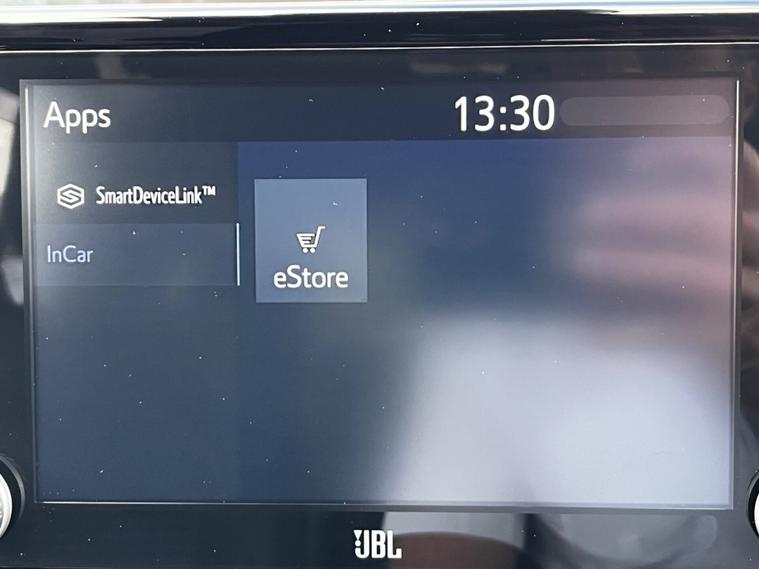 Apps
13:30
SmartDeviceLink™
InCar
eStore
JBL